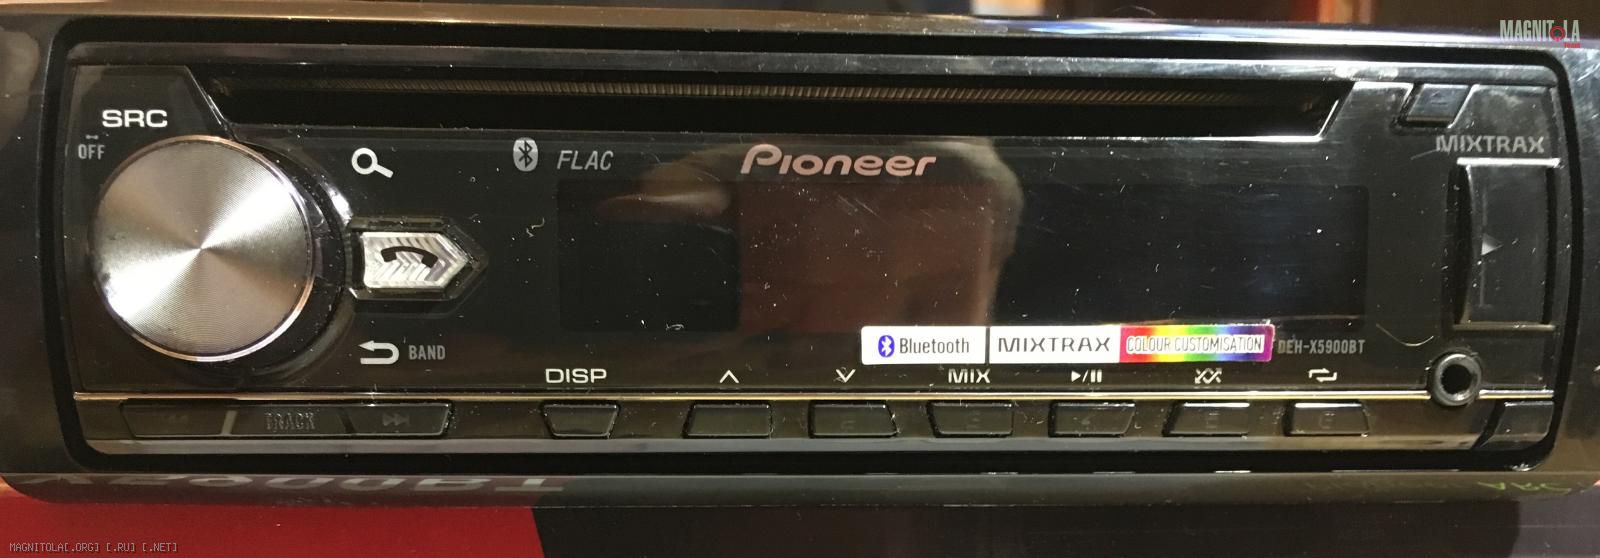 MAGNITOLA
SRC
OFF
FLAC
Pioneer
MIXTRAX
BAND
Bluetooth
MIXTRAX
COLOUR CUSTOMISATION
DEH-X5900BT
DISP
MIX
TRACK
X5900BT
MAGNITOLA[.ORG] [.RU] [.NET]